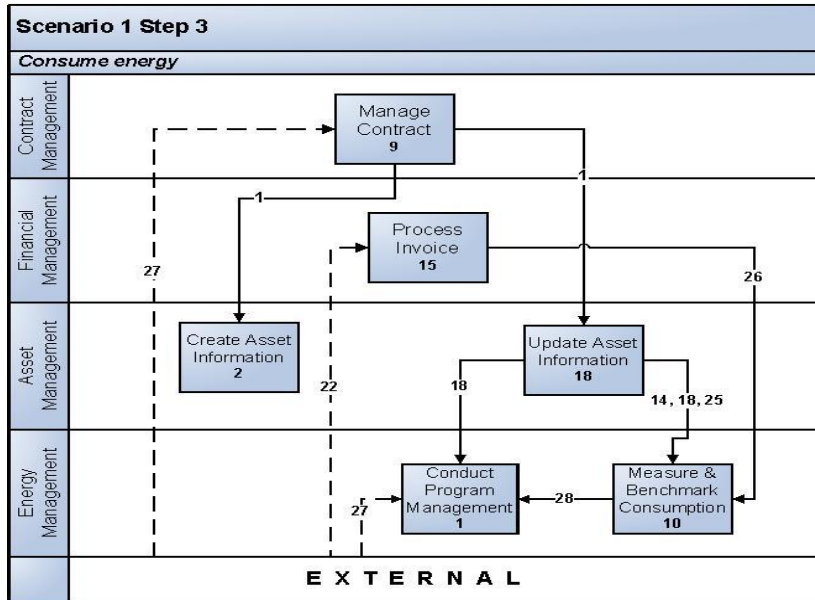 Scenario 1 Step 3
Consume energy
Contract
Management
Manage
Contract
9
1
1
Financial
Management
Process
Invoice
15
27
26
Asset
Management
Create Asset
Information
2
Update Asset
Information
18
22
18
14, 18, 25
Energy
Management
Conduct
Program
Management
1
Measure &
Benchmark
Consumption
10
27
28
EXTERNAL